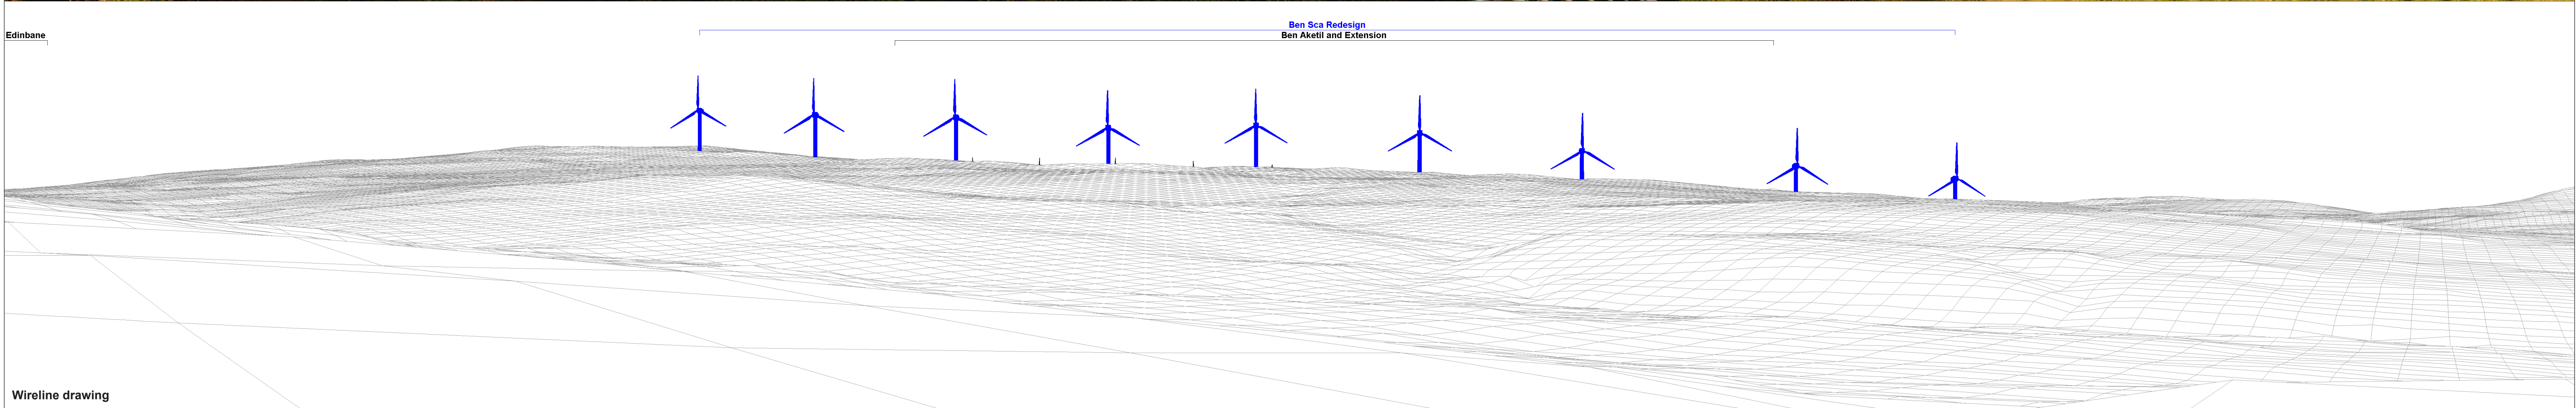 Ben Sca Redesign
Edinbane
Ben Aketil and Extension
Wireline drawing